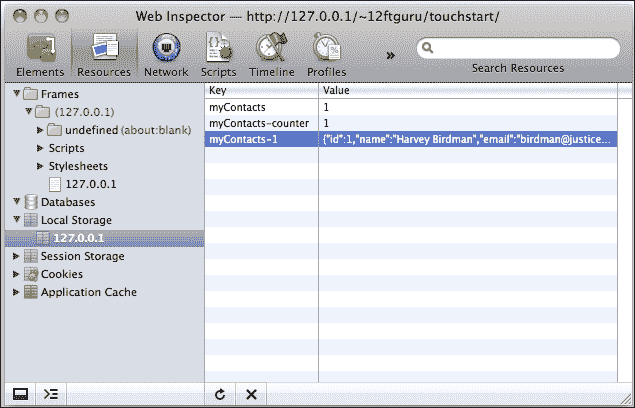 Web Inspector — http://127.0.0.1/~12ftguru/touchstart/
Elements Resources Network Scripts Timeline Profiles » Search Resources
Key Value
Frames
(127.0.0.1)
undefined (about:blank)
Scripts
Stylesheets
127.0.0.1
Databases
Local Storage
127.0.0.1
Session Storage
Cookies
Application Cache
myContacts 1
myContacts-counter 1
myContacts-1 {"id":1,"name":"Harvey Birdman","email":"birdman@justice...